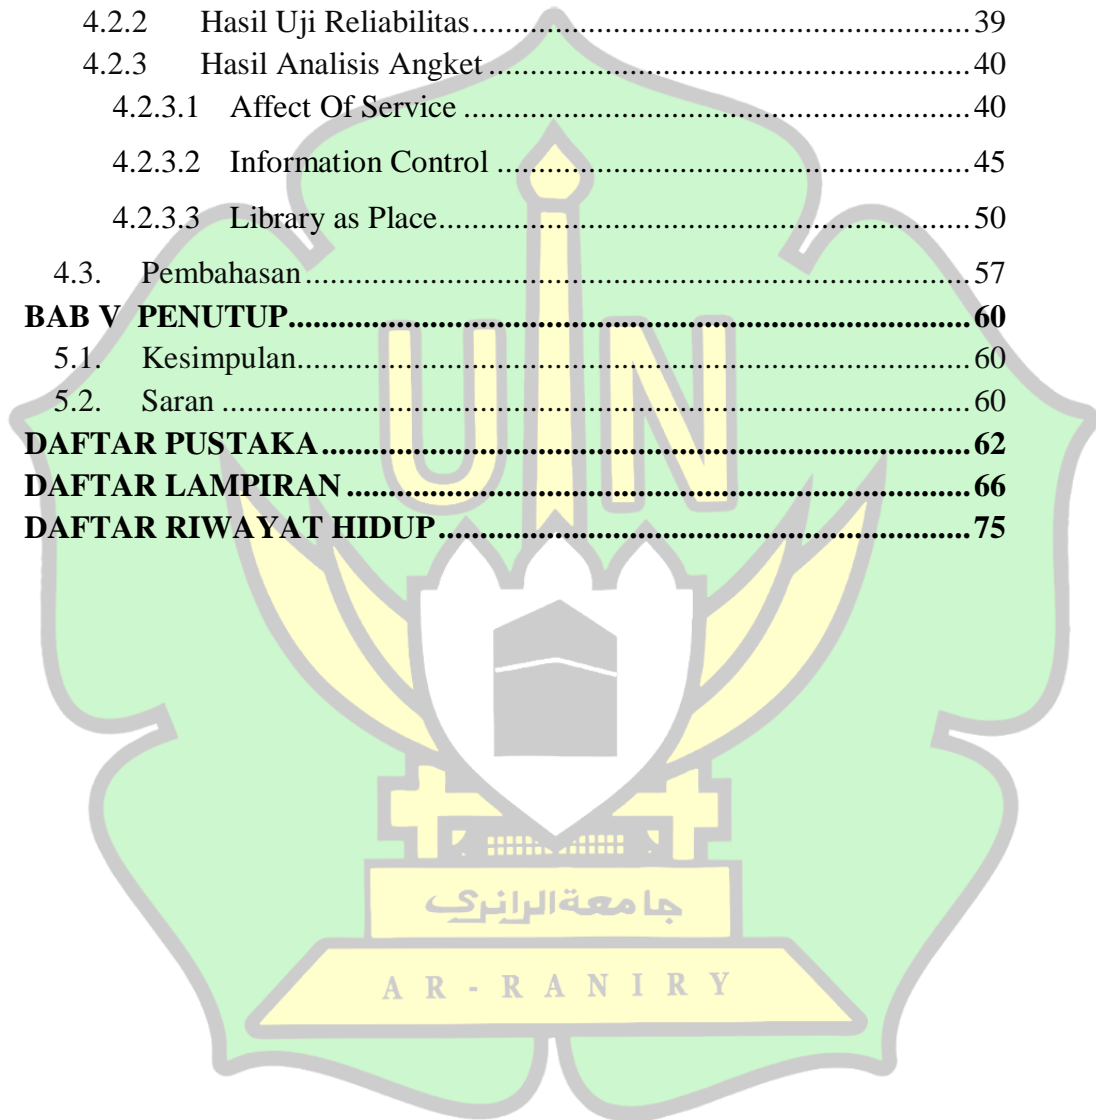 4.2.2 Hasil Uji Reliabilitas.................................................................39
4.2.3 Hasil Analisis Angket...............................................................40
4.2.3.1 Affect Of Service..................................................................40
4.2.3.2 Information Control..............................................................45
4.2.3.3 Library as Place.....................................................................50
4.3. Pembahasan.....................................................................................57
BAB V PENUTUP.....................................................................................60
5.1. Kesimpulan......................................................................................60
5.2. Saran................................................................................................60
DAFTAR PUSTAKA.................................................................................62
DAFTAR LAMPIRAN..............................................................................66
DAFTAR RIWAYAT HIDUP..................................................................75
UIN
جامعة الرانري
AR-RANIRY